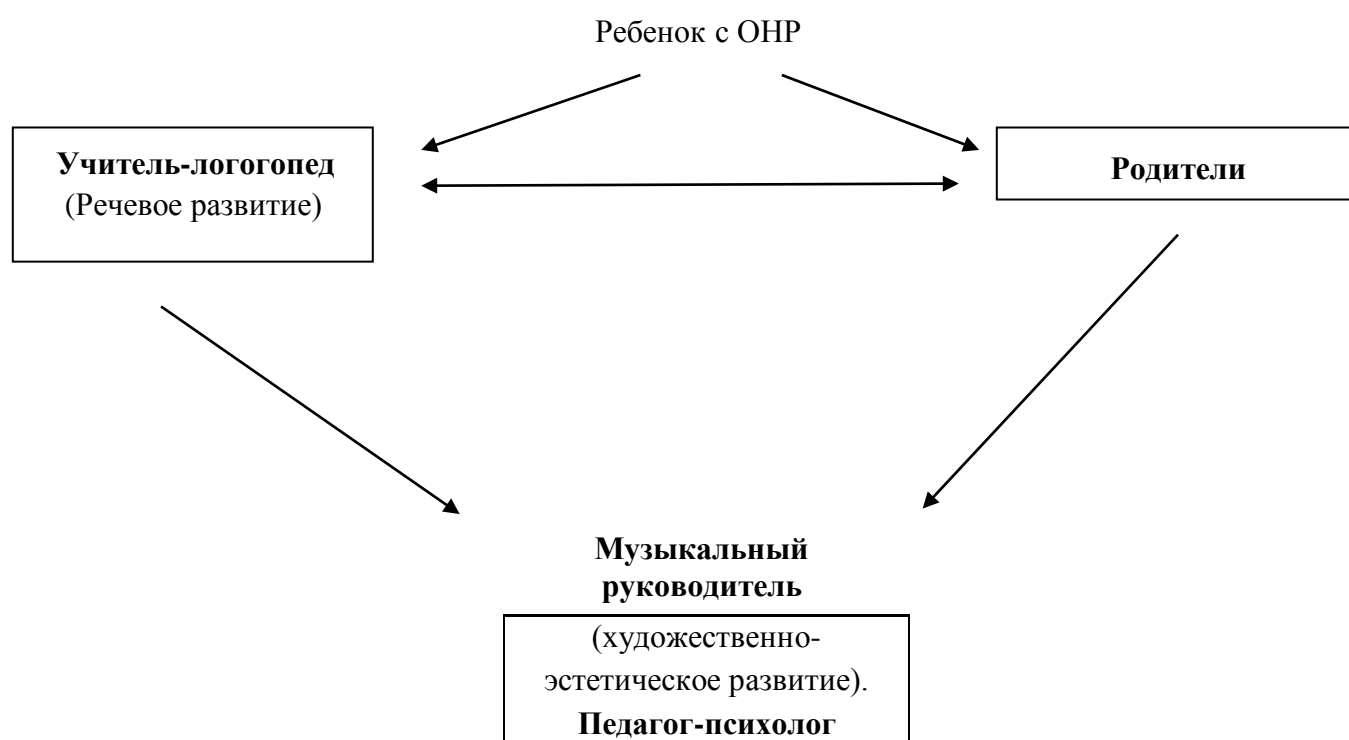 Ребенок с ОНР
Учитель-логогопед
(Речевое развитие)
Родители
Музыкальный
руководитель
(художественно-
эстетическое развитие).
Педагог-психолог